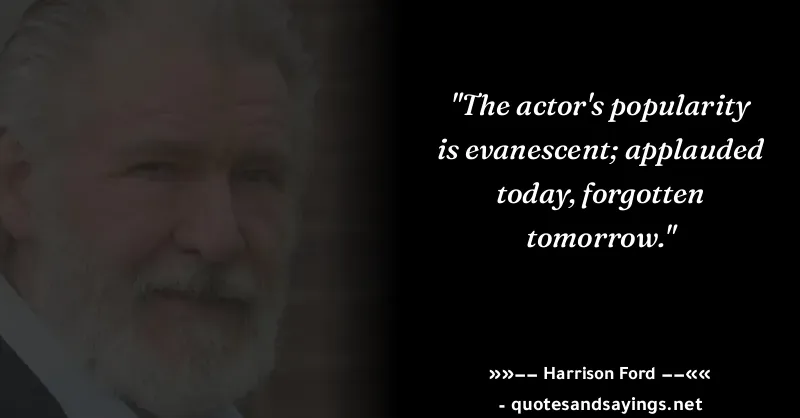 "The actor's popularity
is evanescent; applauded
today, forgotten
tomorrow."
»»—— Harrison Ford ——««
- quotesandsayings.net